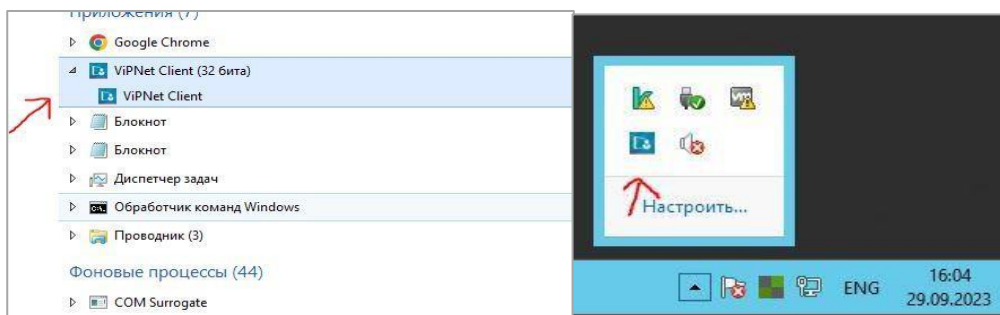 Приложения (7)
Google Chrome
ViPNet Client (32 бита)
ViPNet Client
Блокнот
Блокнот
Диспетчер задач
Обработчик команд Windows
Проводник (3)
Фоновые процессы (44)
COM Surrogate
Настроить...
ENG
16:04
29.09.2023